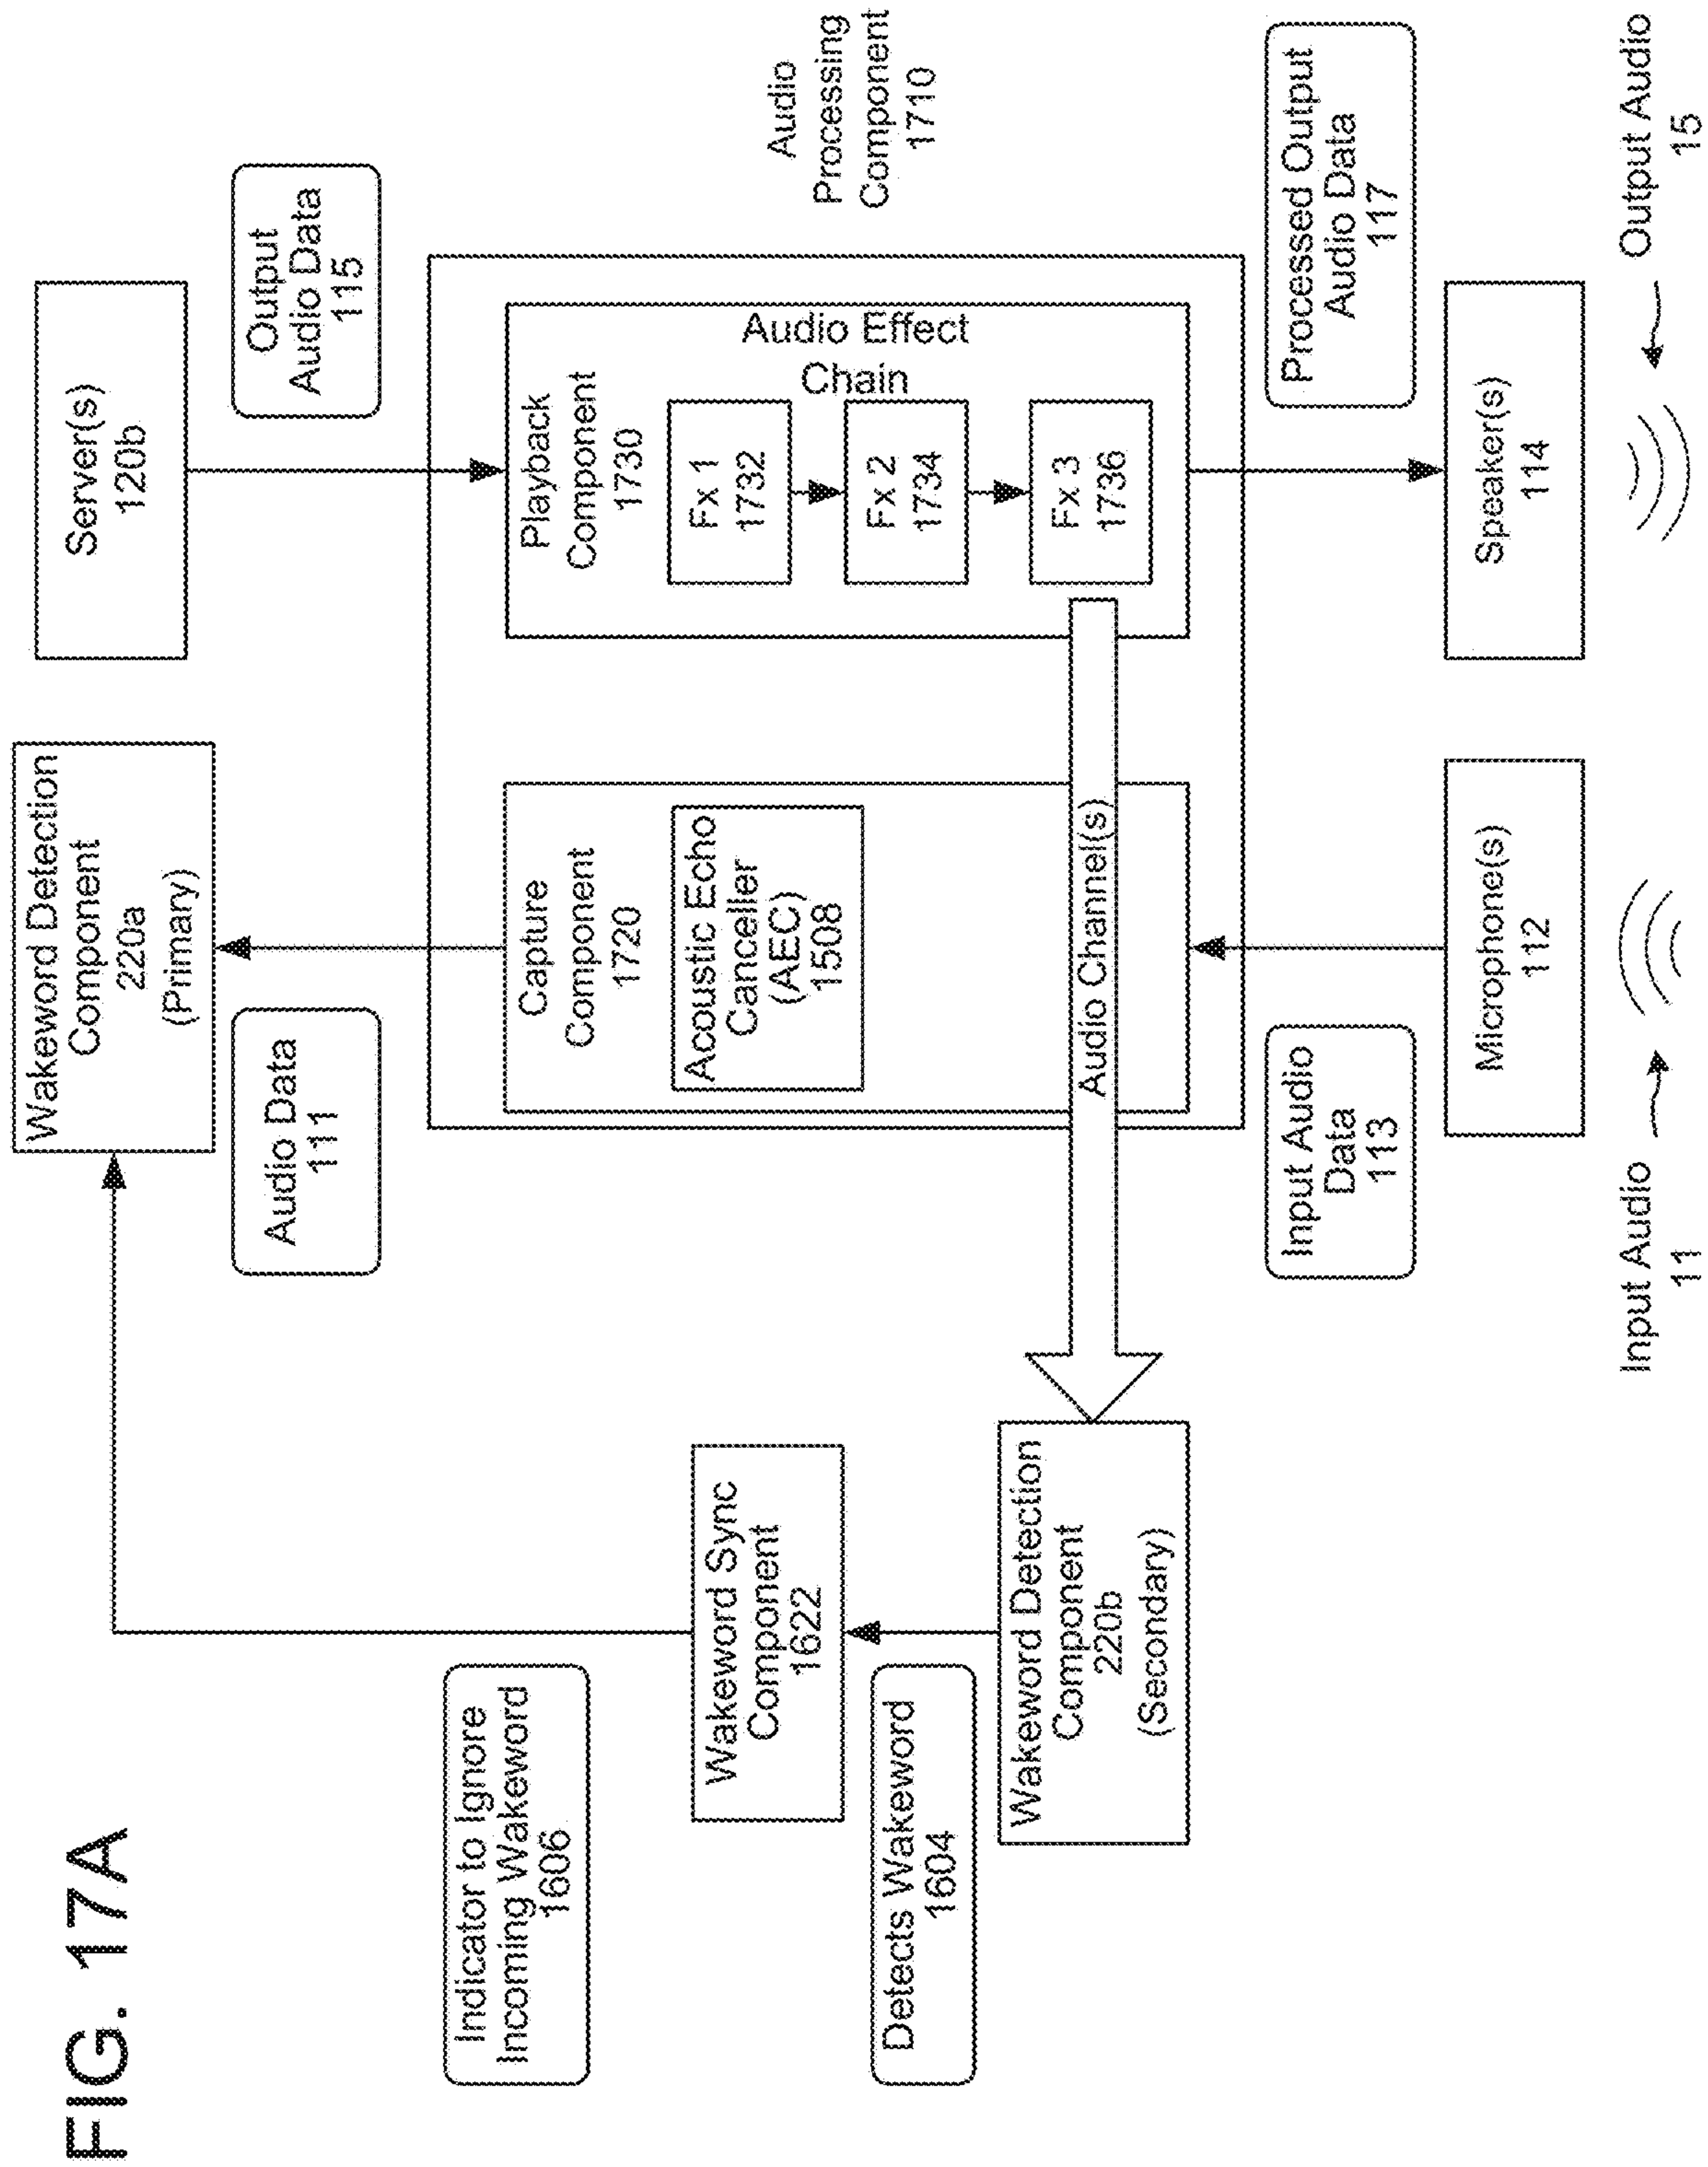 FIG. 17A
Wakeword Detection
Component
220a
(Primary)
Server(s)
120b
Indicator to Ignore
Incoming Wakeword
1606
Audio Data
111
Output
Audio Data
115
Wakeword Sync
Component
1622
Capture
Component
1720
Acoustic Echo
Canceller
(AEC)
1508
Playback
Component
1730
Audio Effect
Chain
Fx 1
1732
Fx 2
1734
Fx 3
1736
Audio
Processing
Component
1710
Detects Wakeword
1604
Wakeword Detection
Component
220b
(Secondary)
Audio Channel(s)
Input Audio
Data
113
Processed Output
Audio Data
117
Microphone(s)
112
Speaker(s)
114
Input Audio
11
Output Audio
15